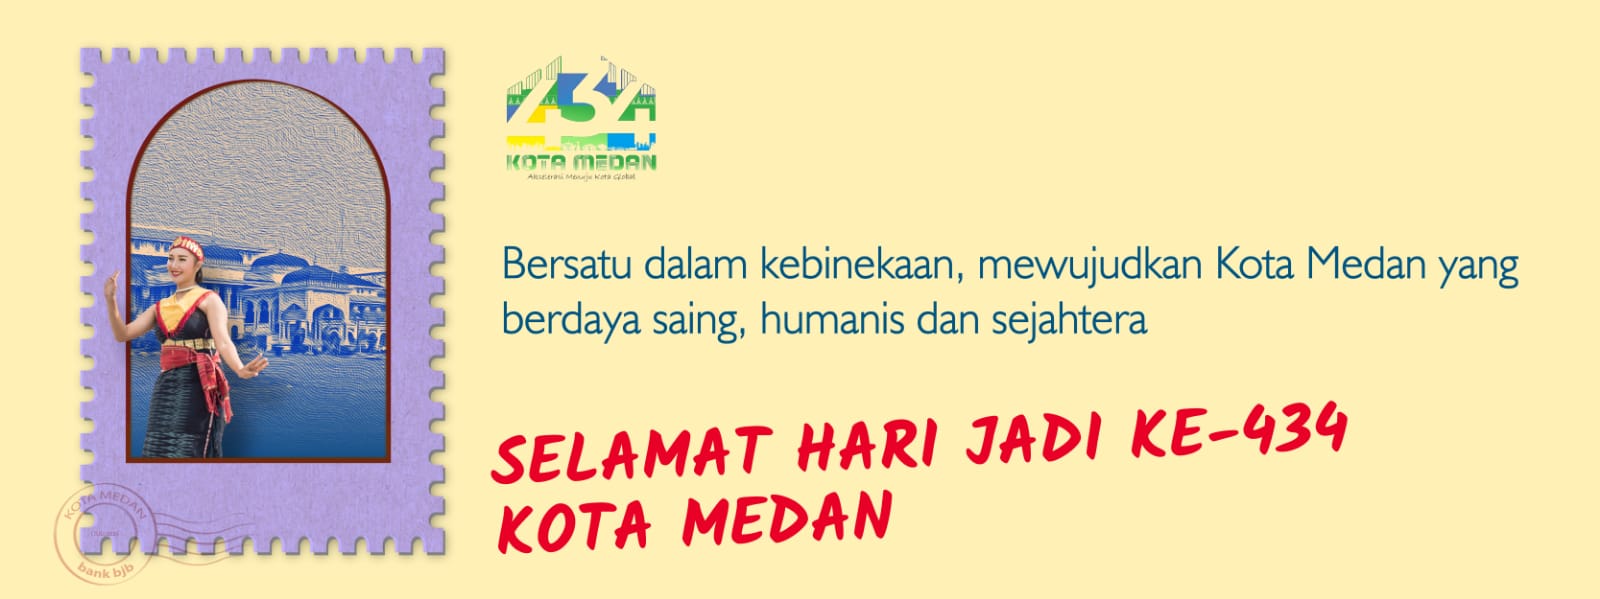 434
KOTA MEDAN
Akselerasi Menuju Kota Global
Bersatu dalam kebinekaan, mewujudkan Kota Medan yang
berdaya saing, humanis dan sejahtera
SELAMAT HARI JADI KE-434
KOTA MEDAN
KOTA MEDAN
bank bjb